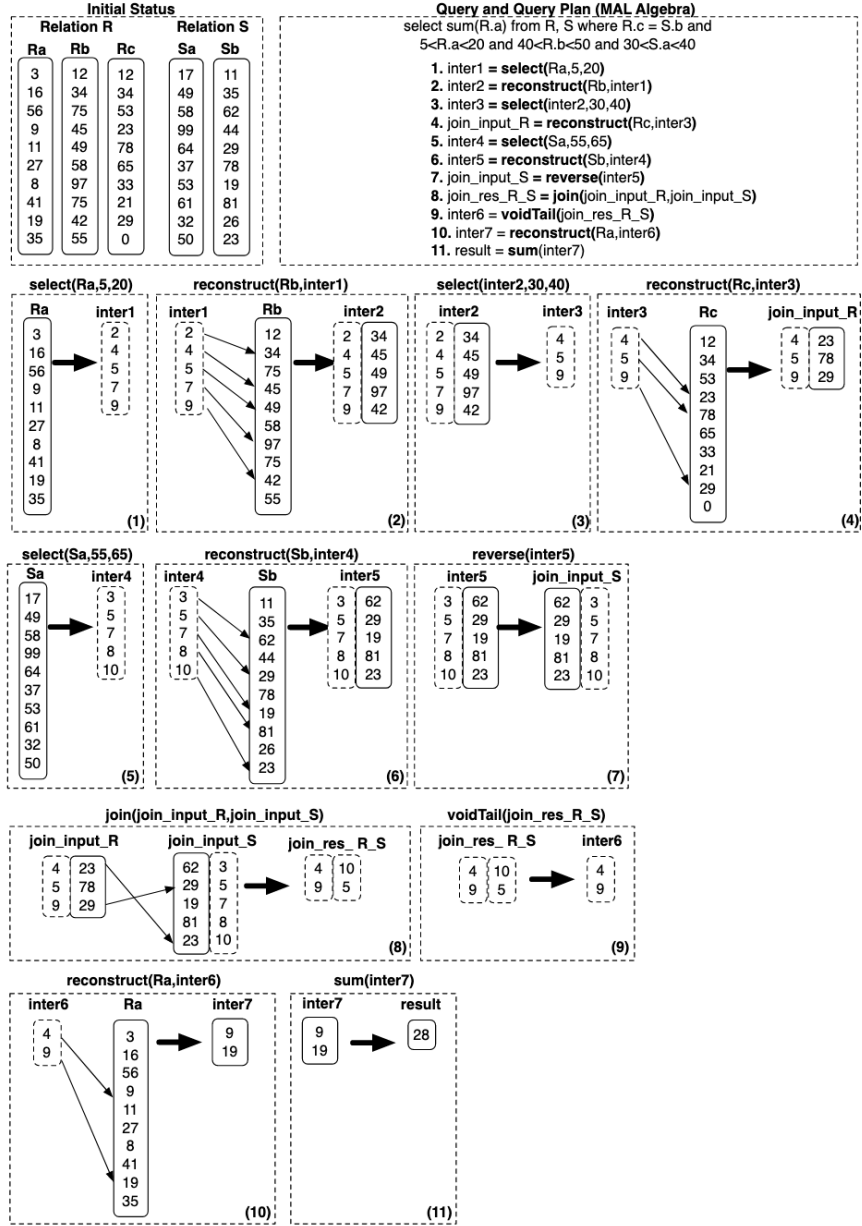 Initial Status
Relation R Relation S
Ra Rb Rc Sa Sb
3 12 12 17 11
16 34 34 49 35
56 75 53 58 62
9 45 23 99 44
11 49 78 64 29
27 58 65 37 78
8 97 33 53 19
41 75 21 61 81
19 42 29 32 26
35 55 0 50 23
Query and Query Plan (MAL Algebra)
select sum(R.a) from R, S where R.c = S.b and
5<R.a<20 and 40<R.b<50 and 30<S.a<40
1. inter1 = select(Ra,5,20)
2. inter2 = reconstruct(Rb,inter1)
3. inter3 = select(inter2,30,40)
4. join_input_R = reconstruct(Rc,inter3)
5. inter4 = select(Sa,55,65)
6. inter5 = reconstruct(Sb,inter4)
7. join_input_S = reverse(inter5)
8. join_res_R_S = join(join_input_R,join_input_S)
9. inter6 = voidTail(join_res_R_S)
10. inter7 = reconstruct(Ra,inter6)
11. result = sum(inter7)
select(Ra,5,20)
Ra inter1
3 2
16 4
56 5
9 7
11 9
27
8
41
19
35
(1)
reconstruct(Rb,inter1)
inter1 Rb inter2
2 12 2 34
4 34 4 45
5 75 5 49
7 45 7 97
9 49 9 42
58
97
75
42
55
(2)
select(inter2,30,40)
inter2 inter3
2 34 4
4 45 5
5 49 9
7 97
9 42
(3)
reconstruct(Rc,inter3)
inter3 Rc join_input_R
4 12 4 23
5 34 5 78
9 53 9 29
23
78
65
33
21
29
0
(4)
select(Sa,55,65)
Sa inter4
17 3
49 5
58 7
99 8
64 10
37
53
61
32
50
(5)
reconstruct(Sb,inter4)
inter4 Sb inter5
3 11 3 62
5 35 5 29
7 62 7 19
8 44 8 81
10 29 10 23
78
19
81
26
23
(6)
reverse(inter5)
inter5 join_input_S
3 62 62 3
5 29 29 5
7 19 19 7
8 81 81 8
10 23 23 10
(7)
join(join_input_R,join_input_S)
join_input_R join_input_S join_res_ R_S
4 23 62 3 4 10
5 78 29 5 9 5
9 29 19 7
81 8
23 10
(8)
voidTail(join_res_R_S)
join_res_ R_S inter6
4 10 4
9 5 9
(9)
reconstruct(Ra,inter6)
inter6 Ra inter7
4 3 9
9 16 19
56
9
11
27
8
41
19
35
(10)
sum(inter7)
inter7 result
9 28
19
(11)